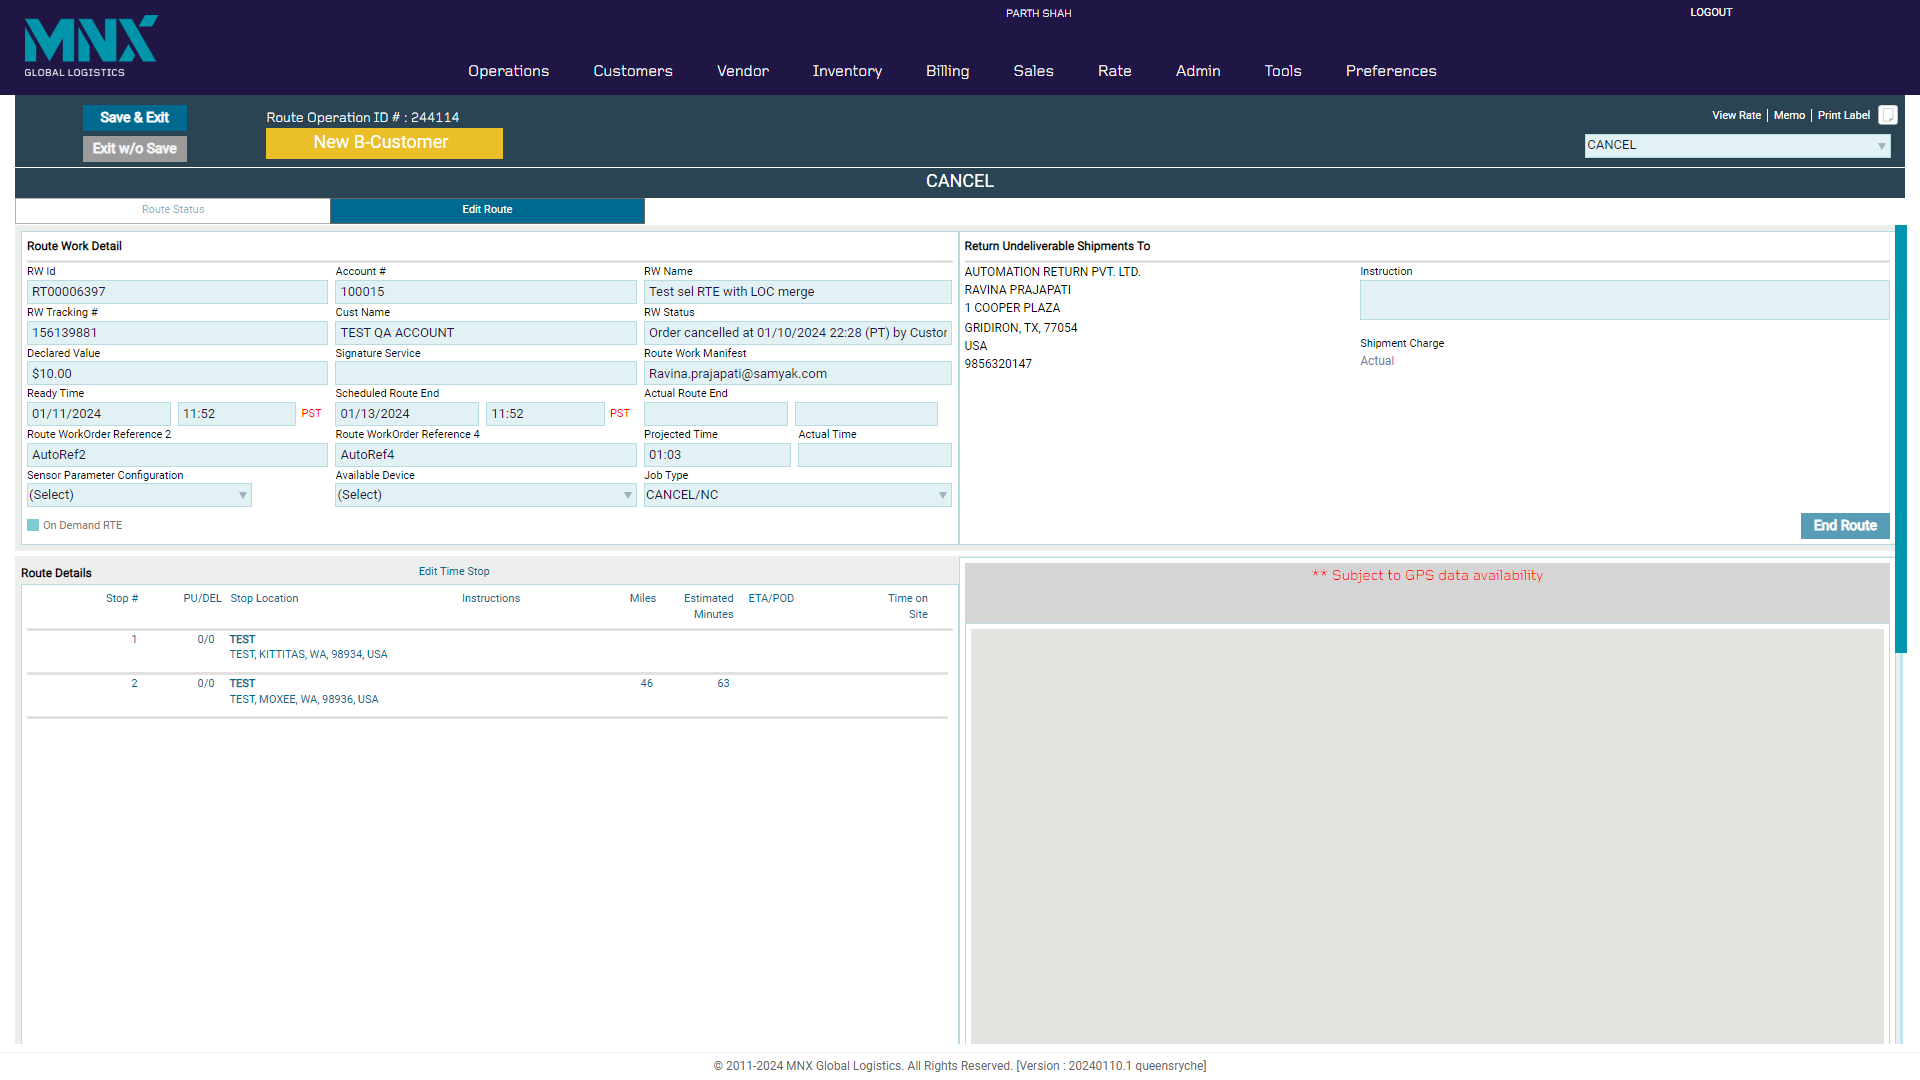 MNX
GLOBAL LOGISTICS
PARTH SHAH
LOGOUT
Operations Customers Vendor Inventory Billing Sales Rate Admin Tools Preferences
Save & Exit
Exit w/o Save
Route Operation ID # : 244114
New B-Customer
View Rate | Memo | Print Label
CANCEL
CANCEL
Route Status Edit Route
Route Work Detail
RW Id Account # RW Name
RT00006397 100015 Test sel RTE with LOC merge
RW Tracking # Cust Name RW Status
156139881 TEST QA ACCOUNT Order cancelled at 01/10/2024 22:28 (PT) by Custor
Declared Value Signature Service Route Work Manifest
$10.00 Ravina.prajapati@samyak.com
Ready Time Scheduled Route End Actual Route End
01/11/2024 11:52 PST 01/13/2024 11:52 PST
Route WorkOrder Reference 2 Route WorkOrder Reference 4 Projected Time Actual Time
AutoRef2 AutoRef4 01:03
Sensor Parameter Configuration Available Device Job Type
(Select) (Select) CANCEL/NC
On Demand RTE
Return Undeliverable Shipments To
AUTOMATION RETURN PVT. LTD.
RAVINA PRAJAPATI
1 COOPER PLAZA
GRIDIRON, TX, 77054
USA
9856320147
Instruction
Shipment Charge
Actual
End Route
Route Details Edit Time Stop
Stop # PU/DEL Stop Location Instructions Miles Estimated Minutes ETA/POD Time on Site
1 0/0 TEST
TEST, KITTITAS, WA, 98934, USA
2 0/0 TEST 46 63
TEST, MOXEE, WA, 98936, USA
** Subject to GPS data availability
© 2011-2024 MNX Global Logistics. All Rights Reserved. [Version : 20240110.1 queensryche]